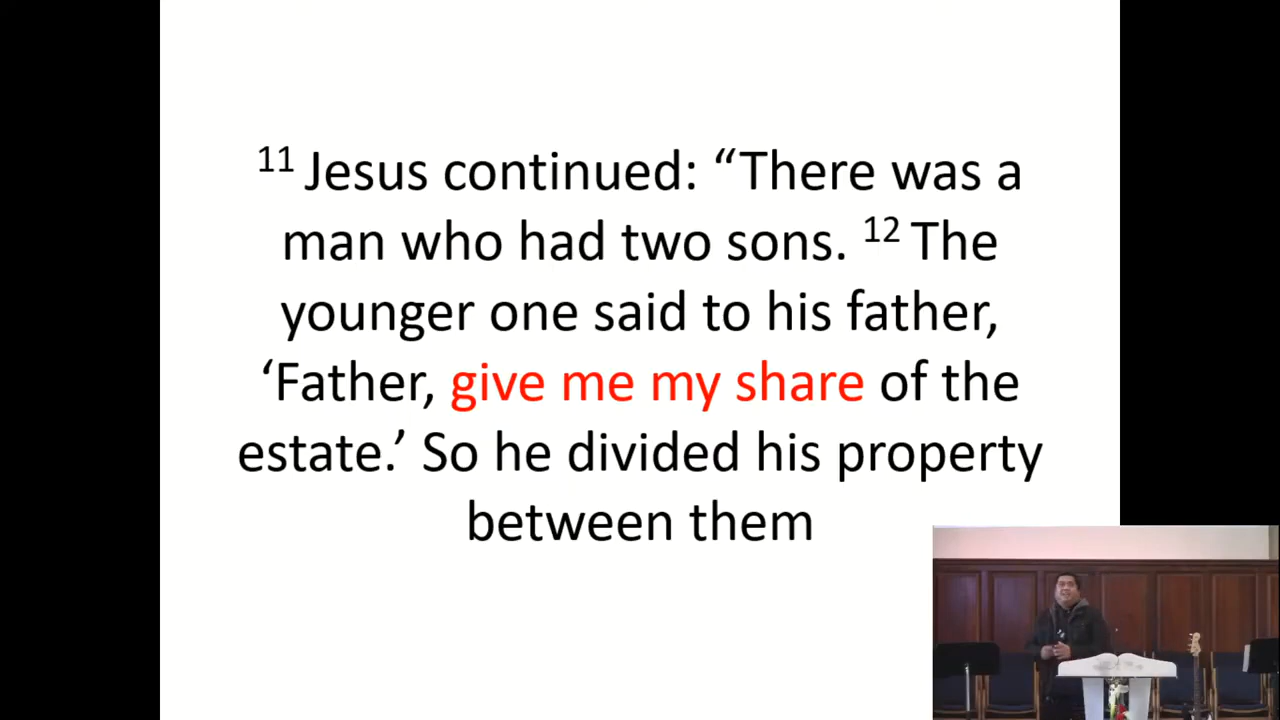 11 Jesus continued: “There was a
man who had two sons. 12 The
younger one said to his father,
‘Father, give me my share of the
estate.’ So he divided his property
between them